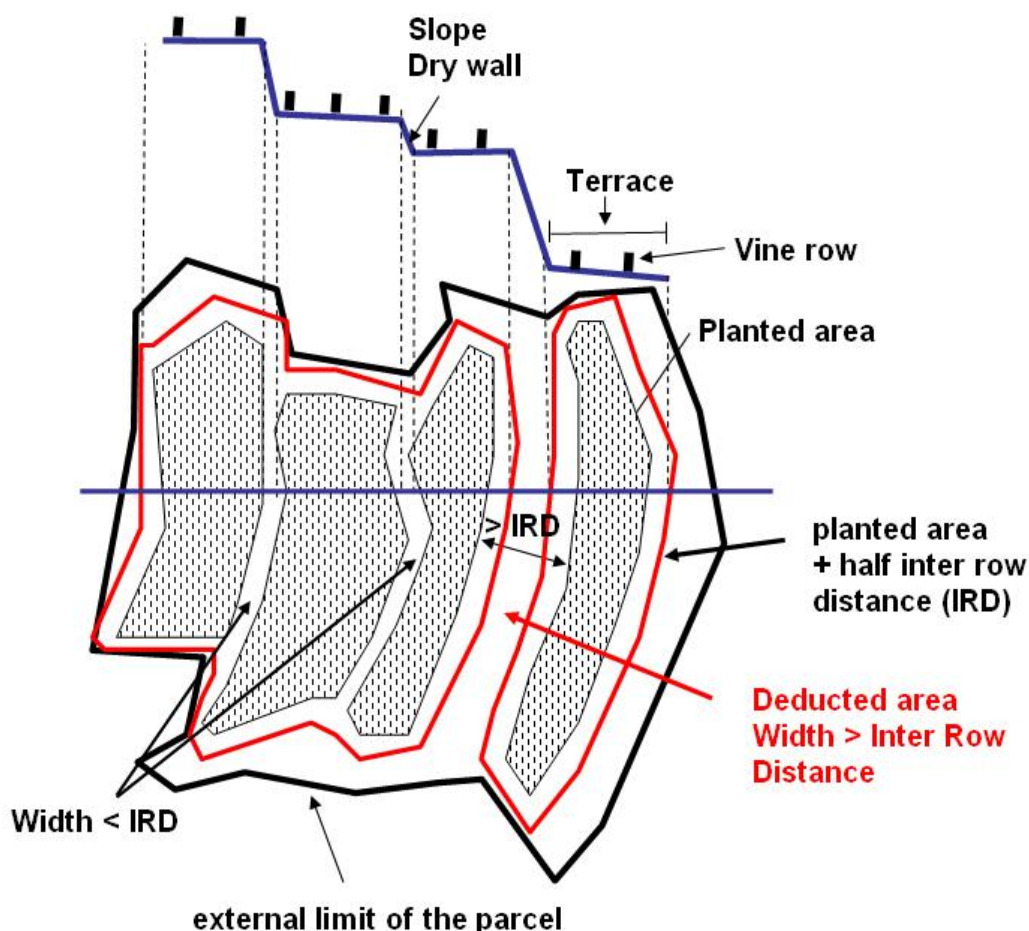 Slope
Dry wall
Terrace
Vine row
Planted area
> IRD
planted area
+ half inter row
distance (IRD)
Deducted area
Width > Inter Row
Distance
Width < IRD
external limit of the parcel